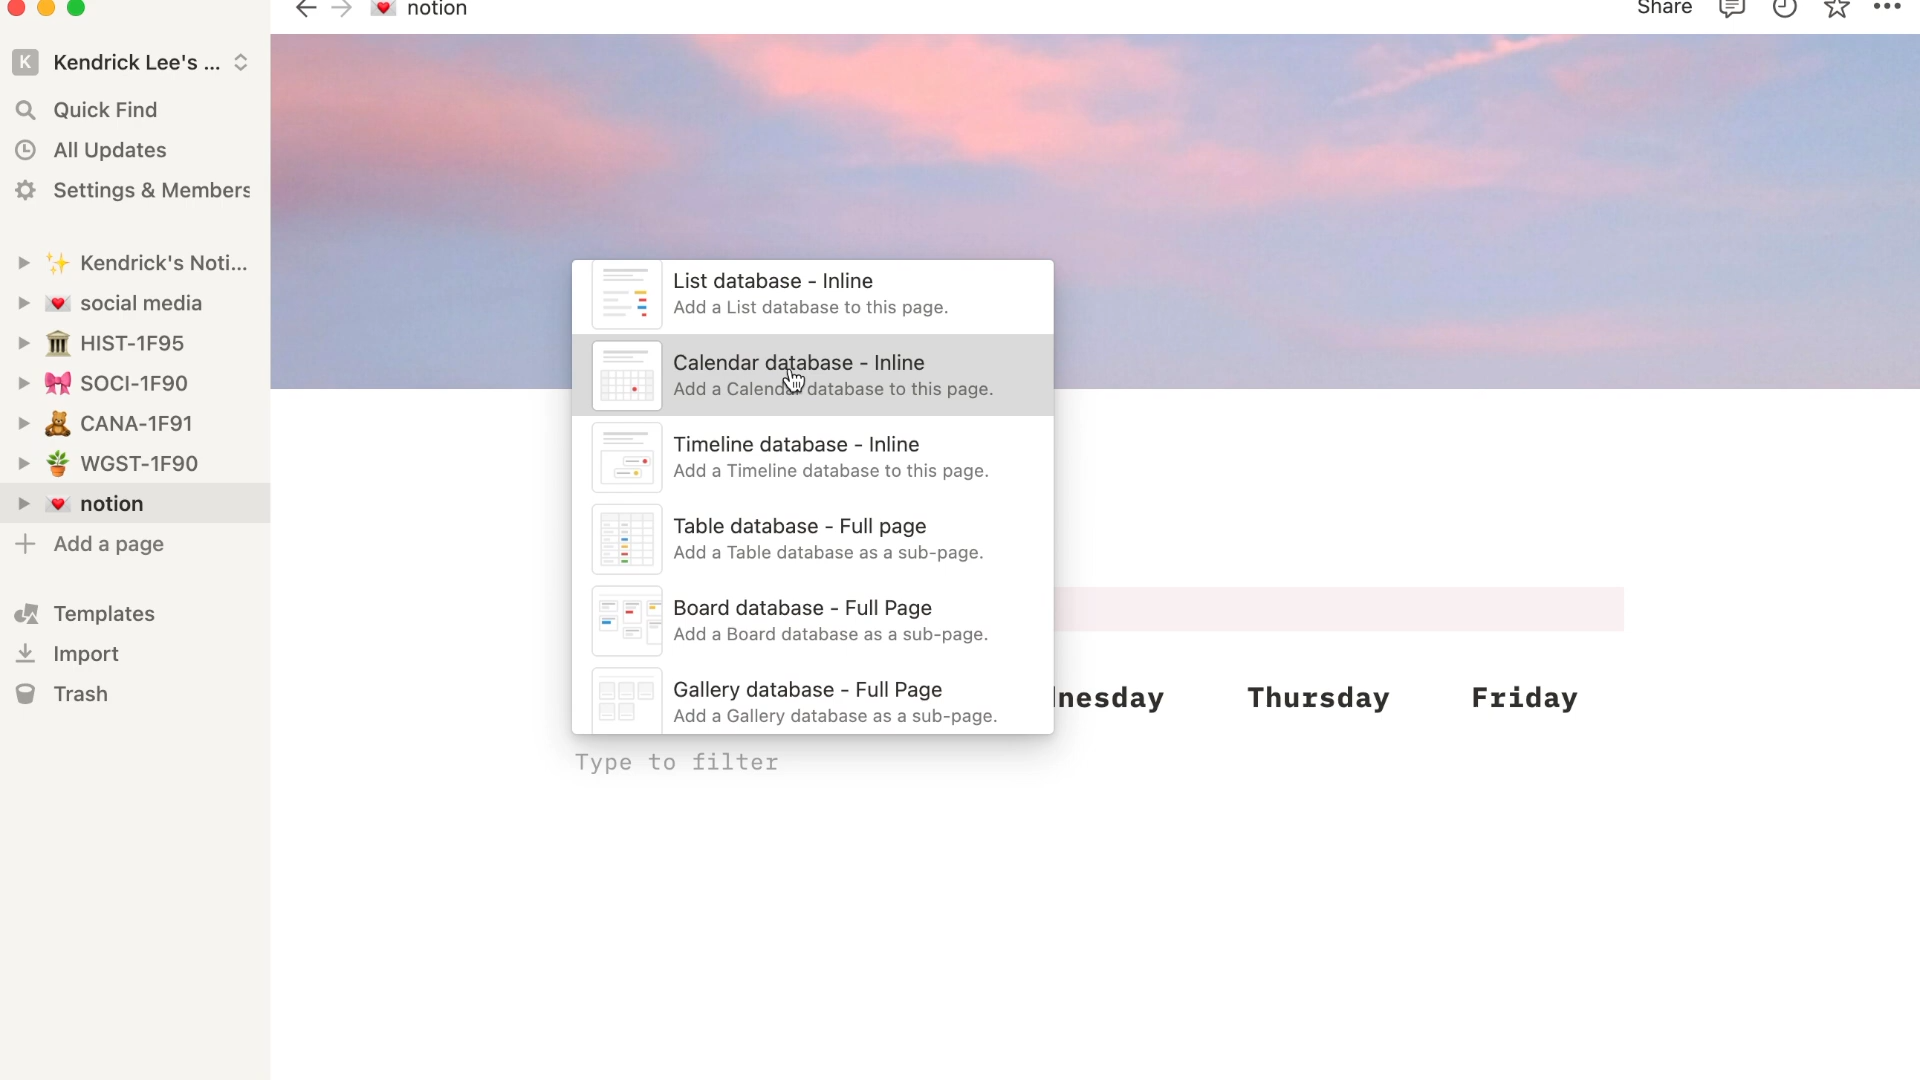 notion
Share
K Kendrick Lee's ...
Quick Find
All Updates
Settings & Members
Kendrick's Noti...
social media
HIST-1F95
SOCI-1F90
CANA-1F91
WGST-1F90
notion
Add a page
Templates
Import
Trash
List database - Inline
Add a List database to this page.
Calendar database - Inline
Add a Calendar database to this page.
Timeline database - Inline
Add a Timeline database to this page.
Table database - Full page
Add a Table database as a sub-page.
Board database - Full Page
Add a Board database as a sub-page.
Gallery database - Full Page
Add a Gallery database as a sub-page.
nesday Thursday Friday
Type to filter